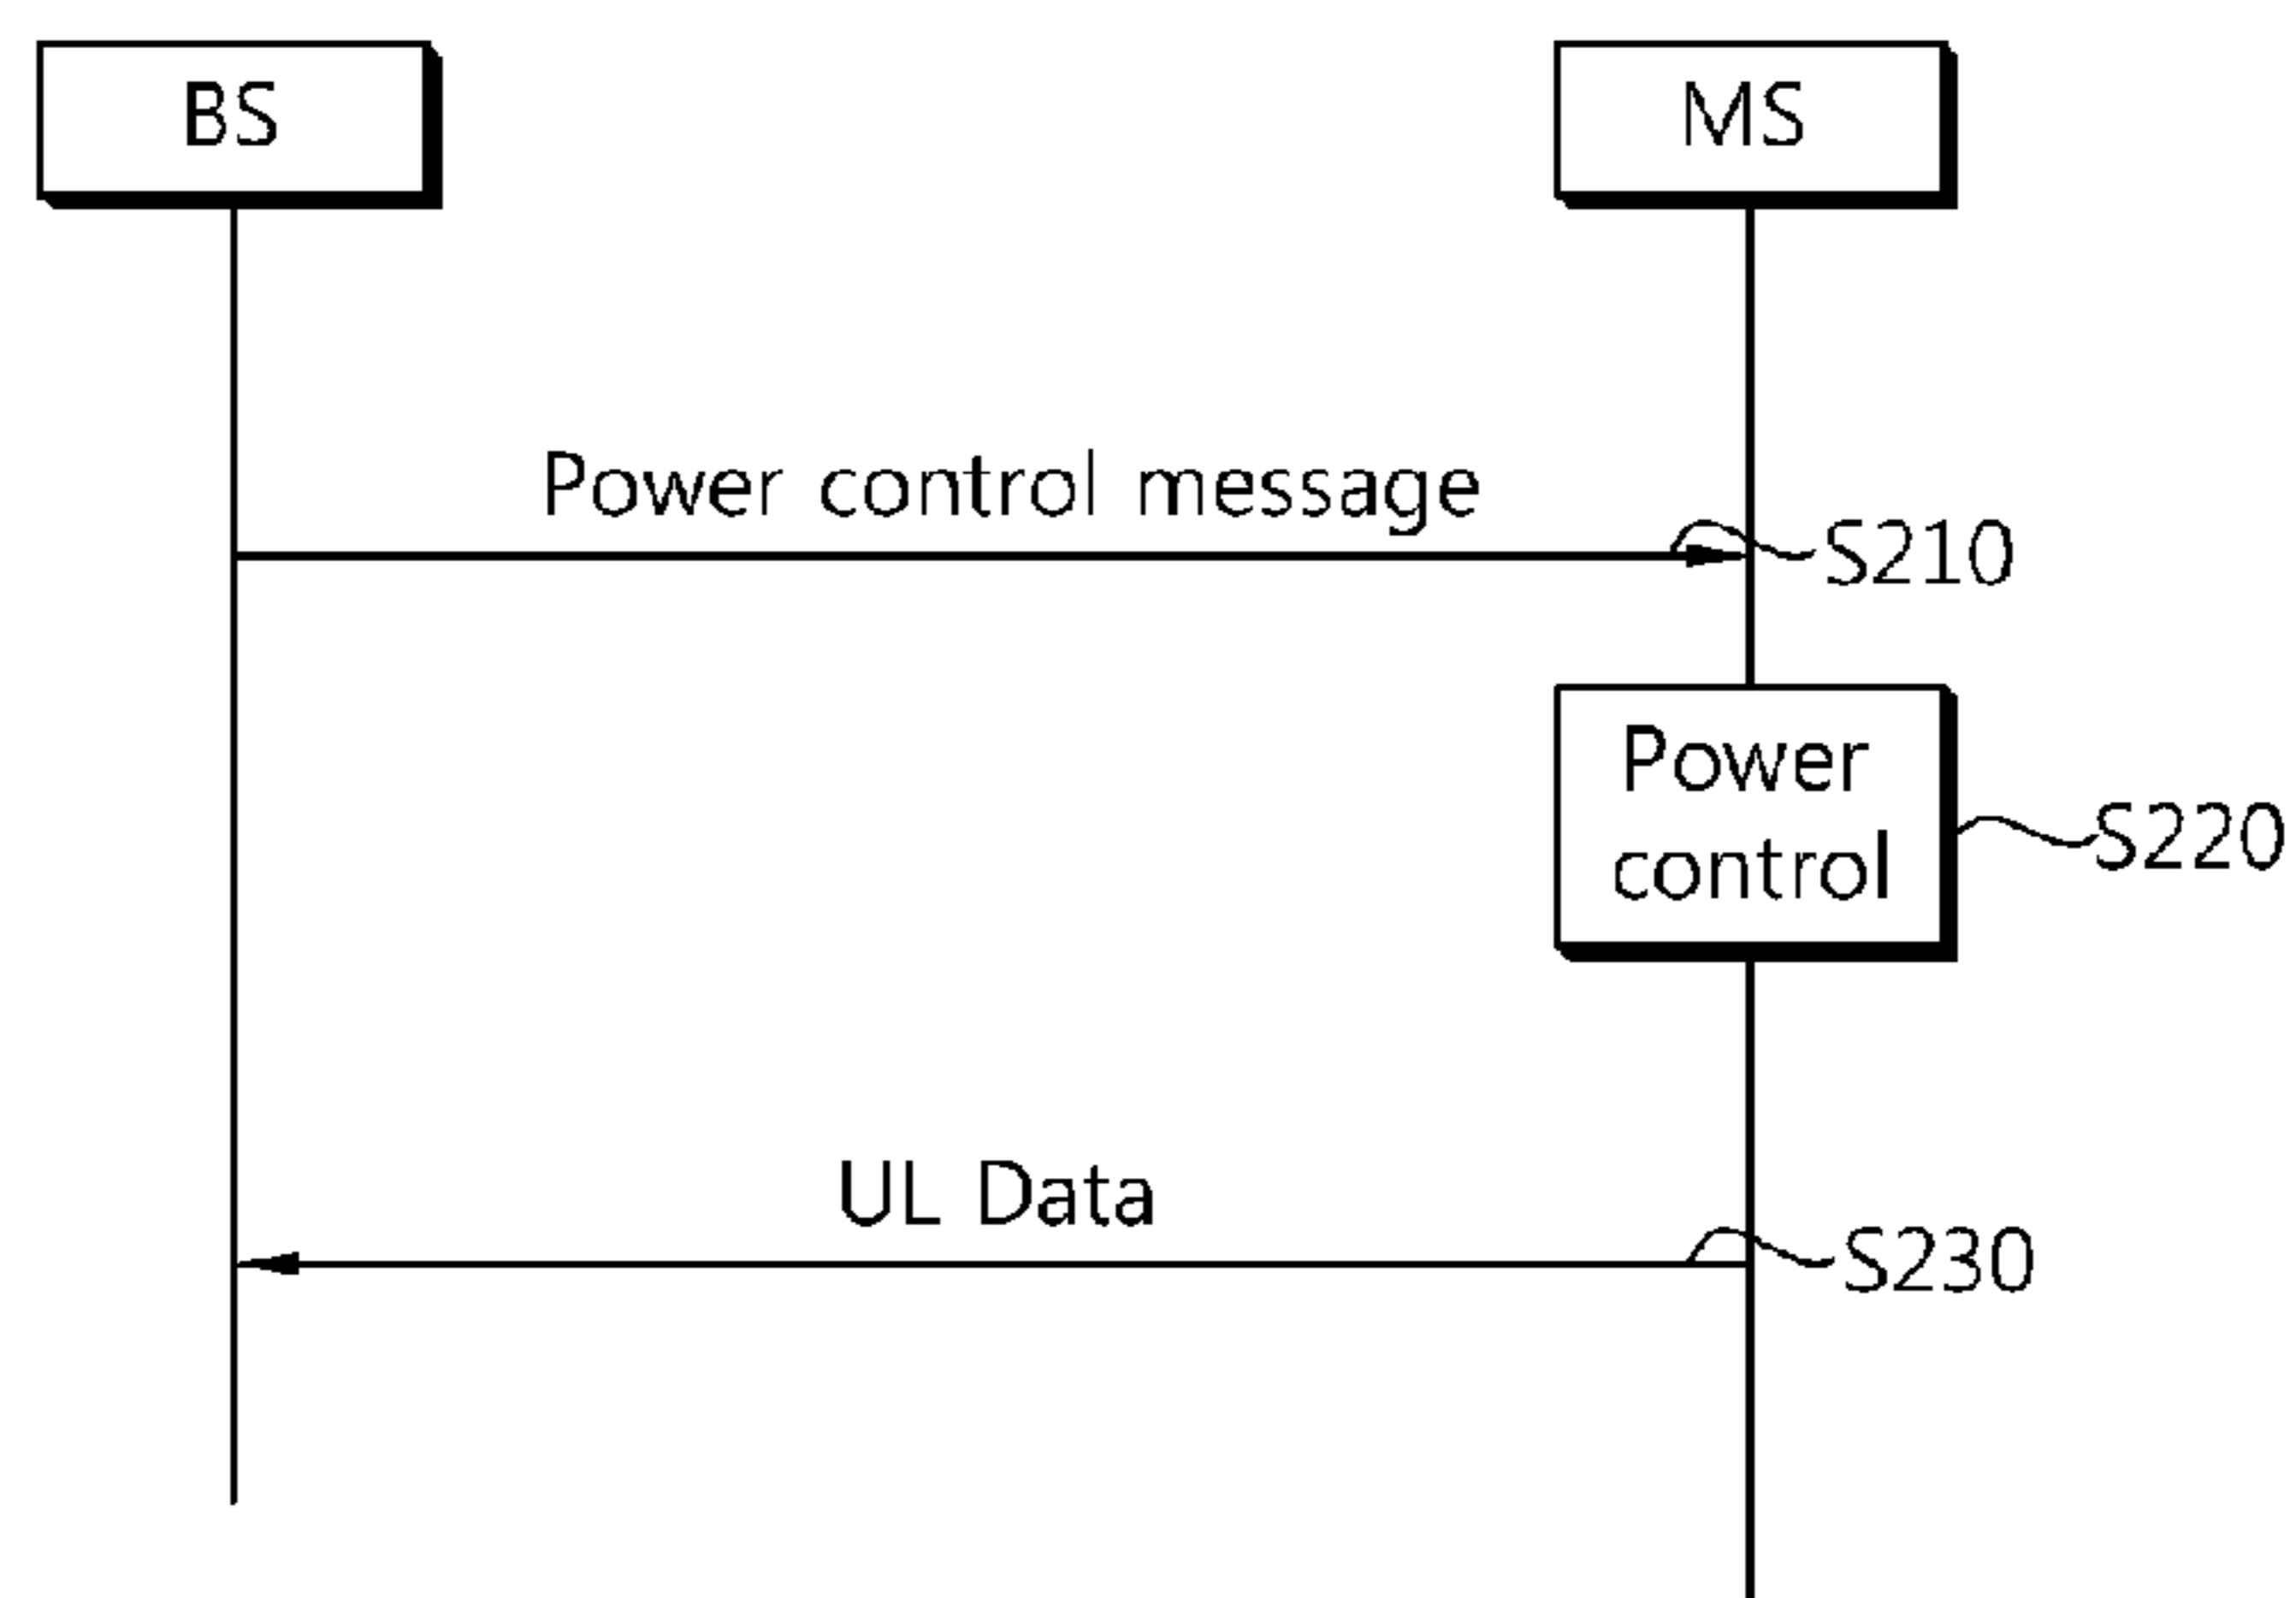 BS
MS
Power control message
S210
Power
control
S220
UL Data
S230